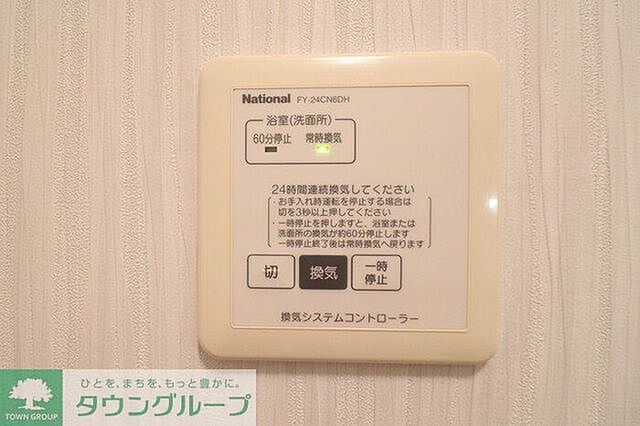 National FY-24CN6DH
浴室(洗面所)
60分停止 常時換気
24時間連続換気してください
・お手入れ時運転を停止する場合は
切を3秒以上押してください
・一時停止を押しますと、浴室または
洗面所の換気が約60分停止します
一時停止終了後は常時換気へ戻ります
切 換気 一時
停止
換気システムコントローラー
ひとを、まちを、もっと豊かに。
タウングループ
TOWN GROUP